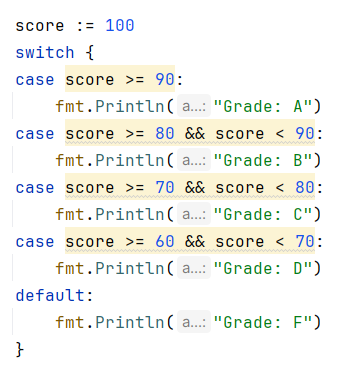 score := 100
switch {
case score >= 90:
    fmt.Println(a...: "Grade: A")
case score >= 80 && score < 90:
    fmt.Println(a...: "Grade: B")
case score >= 70 && score < 80:
    fmt.Println(a...: "Grade: C")
case score >= 60 && score < 70:
    fmt.Println(a...: "Grade: D")
default:
    fmt.Println(a...: "Grade: F")
}